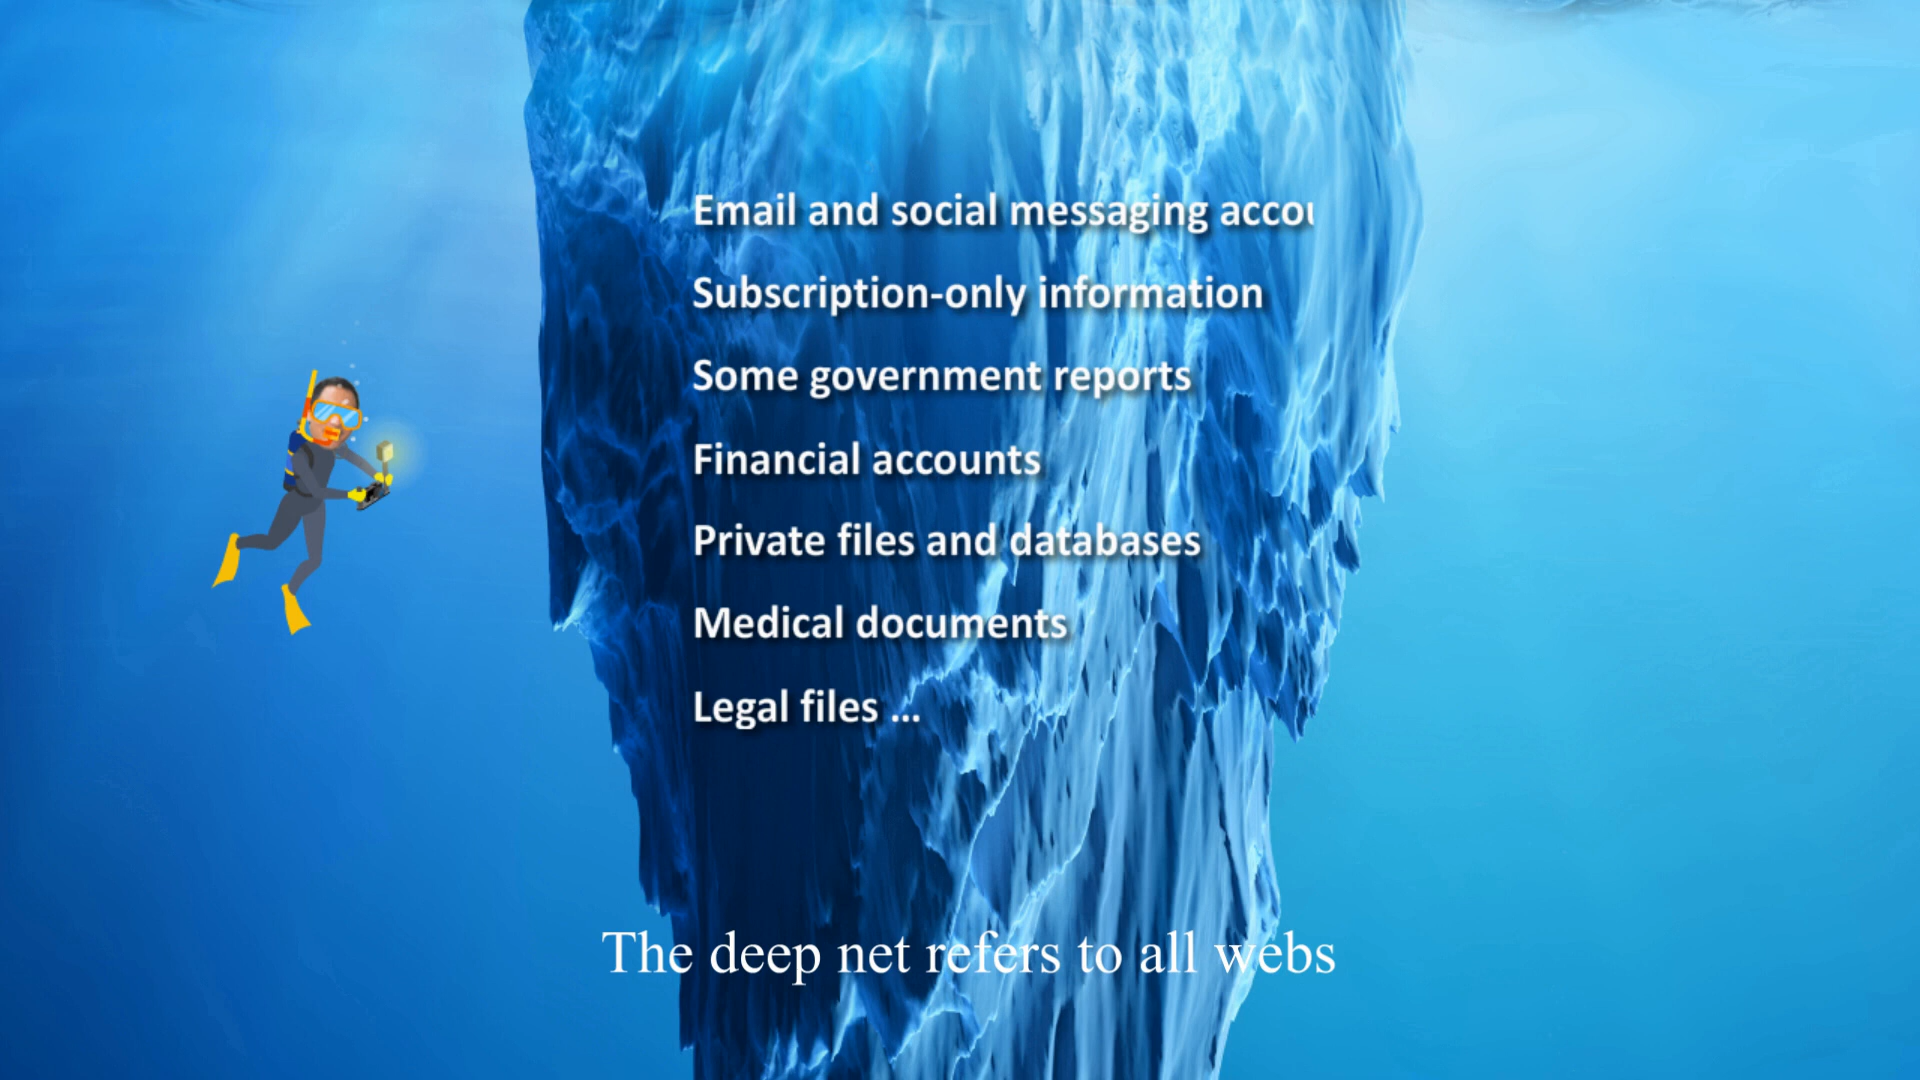 Email and social messaging accou
Subscription-only information
Some government reports
Financial accounts
Private files and databases
Medical documents
Legal files ...
The deep net refers to all webs